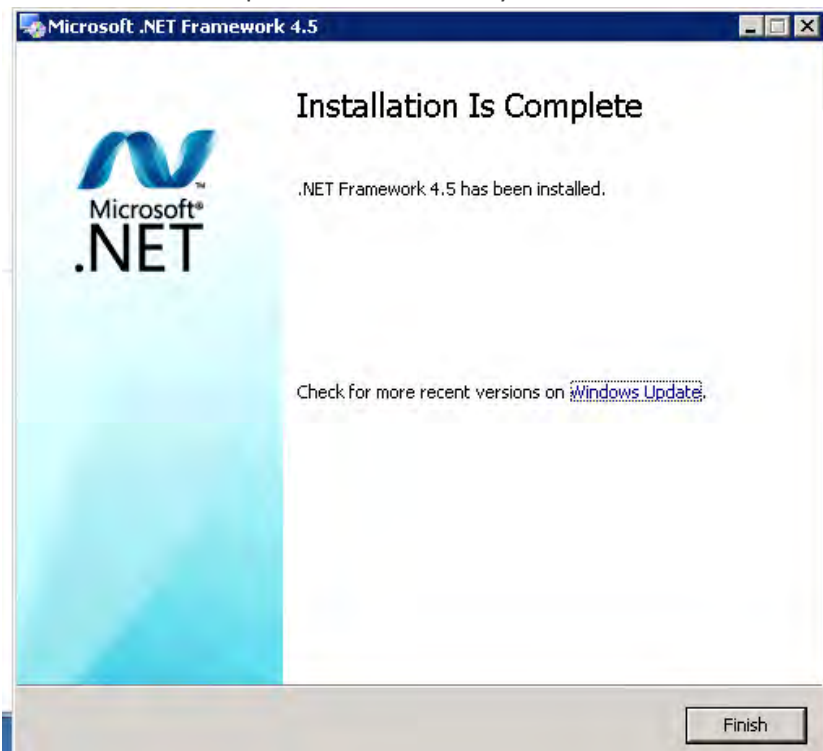 Microsoft .NET Framework 4.5
Installation Is Complete
.NET Framework 4.5 has been installed.
Microsoft®
.NET
Check for more recent versions on Windows Update.
Finish